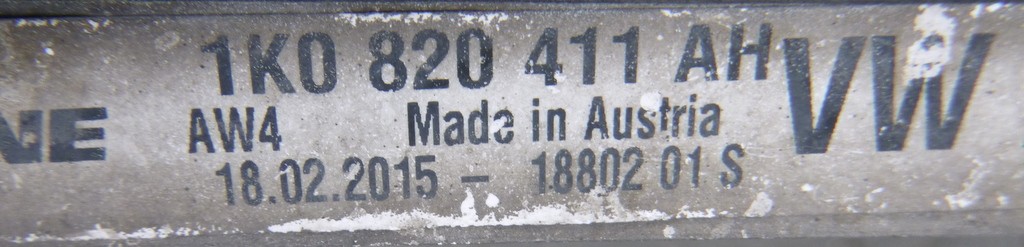 1K0 820 411 AH VW
NE AW4 Made in Austria
18.02.2015 – 18802 01 S